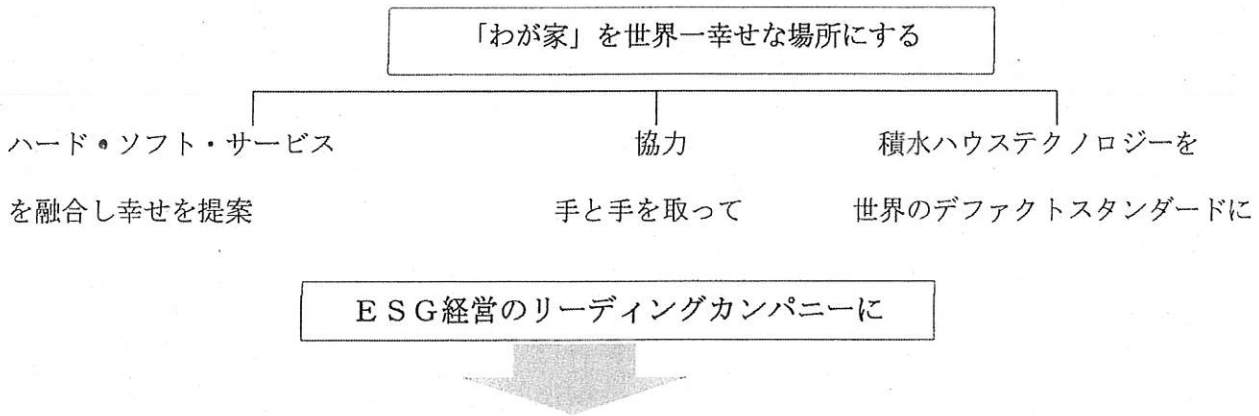 「わが家」を世界一幸せな場所にする
ハード・ソフト・サービス
を融合し幸せを提案
協力
手と手を取って
積水ハウステクノロジーを
世界のデファクトスタンダードに
ＥＳＧ経営のリーディングカンパニーに